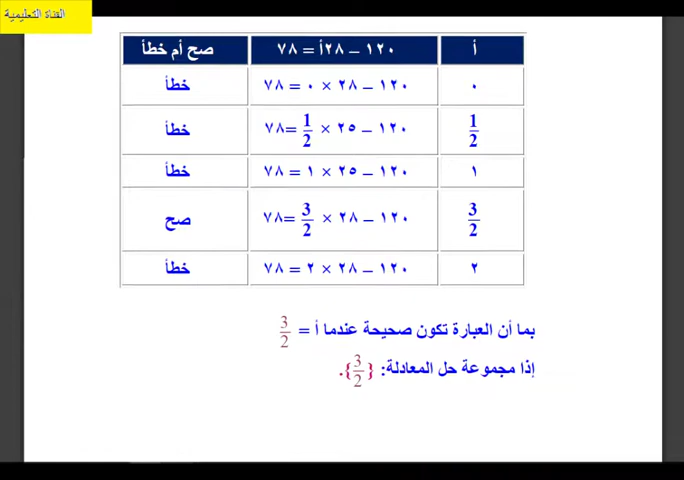 القناة التعليمية
أ ١٢٠ – ٢٨أ = ٧٨ صح أم خطأ
٠ ١٢٠ – ٢٨ × ٠ = ٧٨ خطأ
1/2 ١٢٠ – ٢٥ × 1/2 =٧٨ خطأ
١ ١٢٠ – ٢٥ × ١ = ٧٨ خطأ
3/2 ١٢٠ – ٢٨ × 3/2 =٧٨ صح
٢ ١٢٠ – ٢٨ × ٢ = ٧٨ خطأ
بما أن العبارة تكون صحيحة عندما أ = 3/2
إذا مجموعة حل المعادلة: {3/2}.